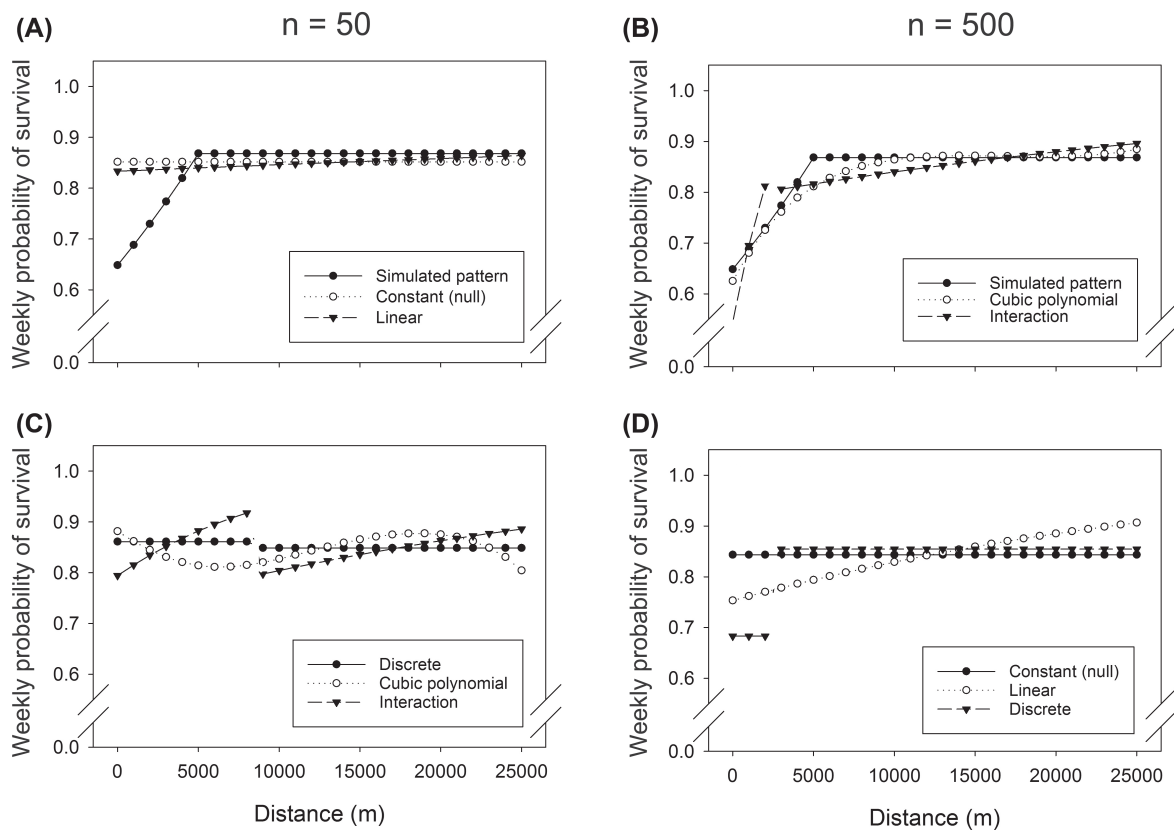 (A)
n = 50
Weekly probability of survival
1.0
0.9
0.8
0.7
0.6
0.0
Simulated pattern
Constant (null)
Linear
(B)
n = 500
Weekly probability of survival
1.0
0.9
0.8
0.7
0.6
0.0
Simulated pattern
Cubic polynomial
Interaction
(C)
Weekly probability of survival
1.0
0.9
0.8
0.7
0.6
0.0
Discrete
Cubic polynomial
Interaction
0 5000 10000 15000 20000 25000
Distance (m)
(D)
Weekly probability of survival
1.0
0.9
0.8
0.7
0.6
0.0
Constant (null)
Linear
Discrete
0 5000 10000 15000 20000 25000
Distance (m)